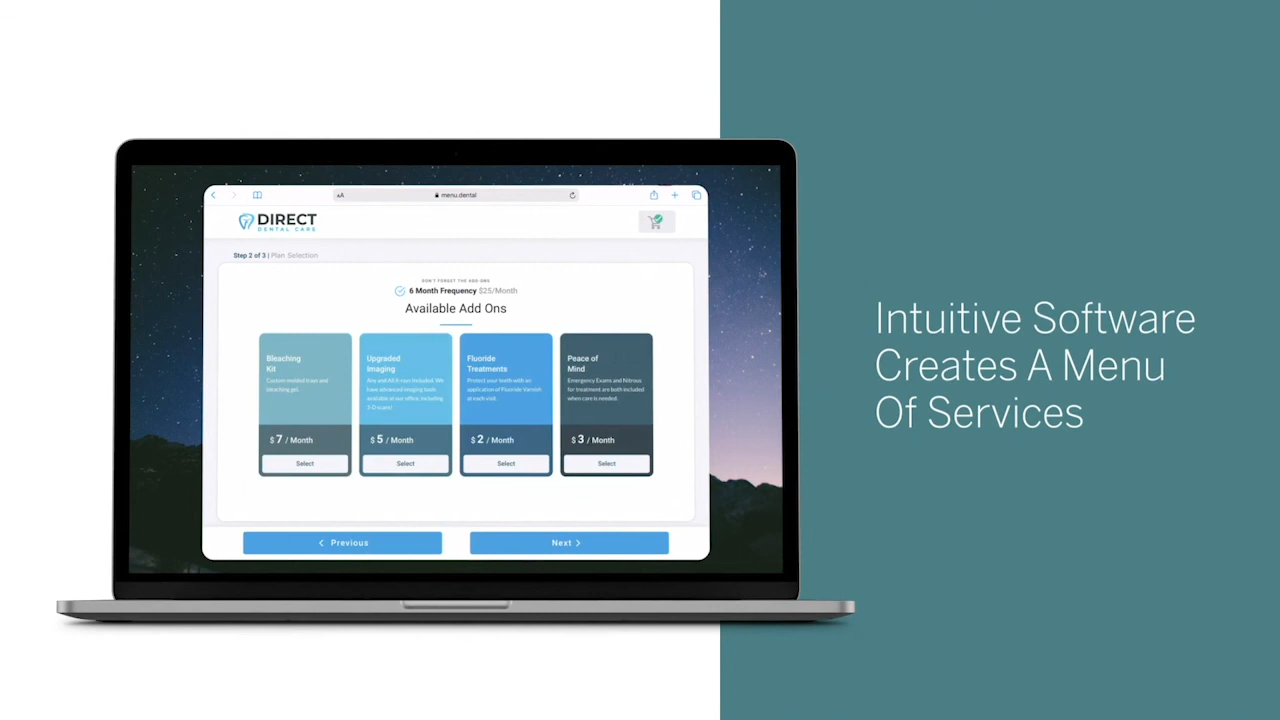 AA
menu.dental
DIRECT
DENTAL CARE
Step 2 of 3 | Plan Selection
DON'T FORGET THE ADD-ONS
6 Month Frequency $25/Month
Available Add Ons
Bleaching
Kit
Custom-molded trays and
bleaching gel.
$ 7 / Month
Select
Upgraded
Imaging
Any and All X-rays included. We
have advanced imaging tools
available at our office, including
3-D scans!
$ 5 / Month
Select
Fluoride
Treatments
Protect your teeth with an
application of Fluoride Varnish
at each visit.
$ 2 / Month
Select
Peace of
Mind
Emergency Exams and Nitrous
for treatment are both included
when care is needed.
$ 3 / Month
Select
Previous
Next
Intuitive Software
Creates A Menu
Of Services